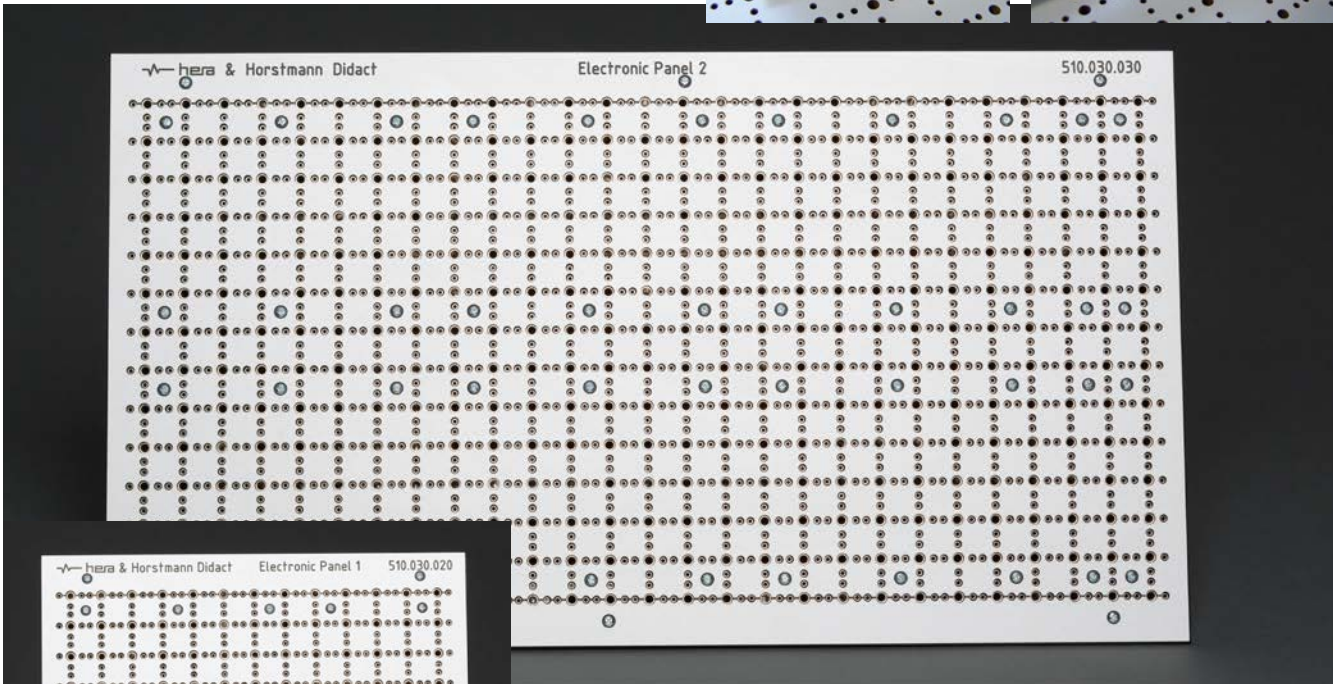 hera & Horstmann Didact Electronic Panel 2 510.030.030
hera & Horstmann Didact Electronic Panel 1 510.030.020